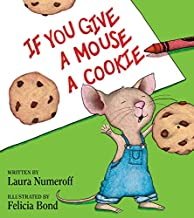 IF YOU GIVE
A MOUSE
A COOKIE
WRITTEN BY
Laura Numeroff
ILLUSTRATED BY
Felicia Bond